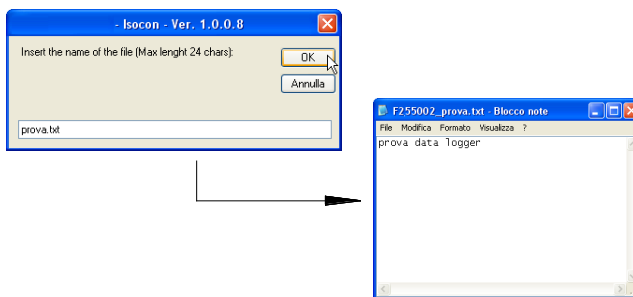 - Isocon - Ver. 1.0.0.8
Insert the name of the file (Max lenght 24 chars):
OK
Annulla
prova.txt
F255002_prova.txt - Blocco note
File Modifica Formato Visualizza ?
prova data logger